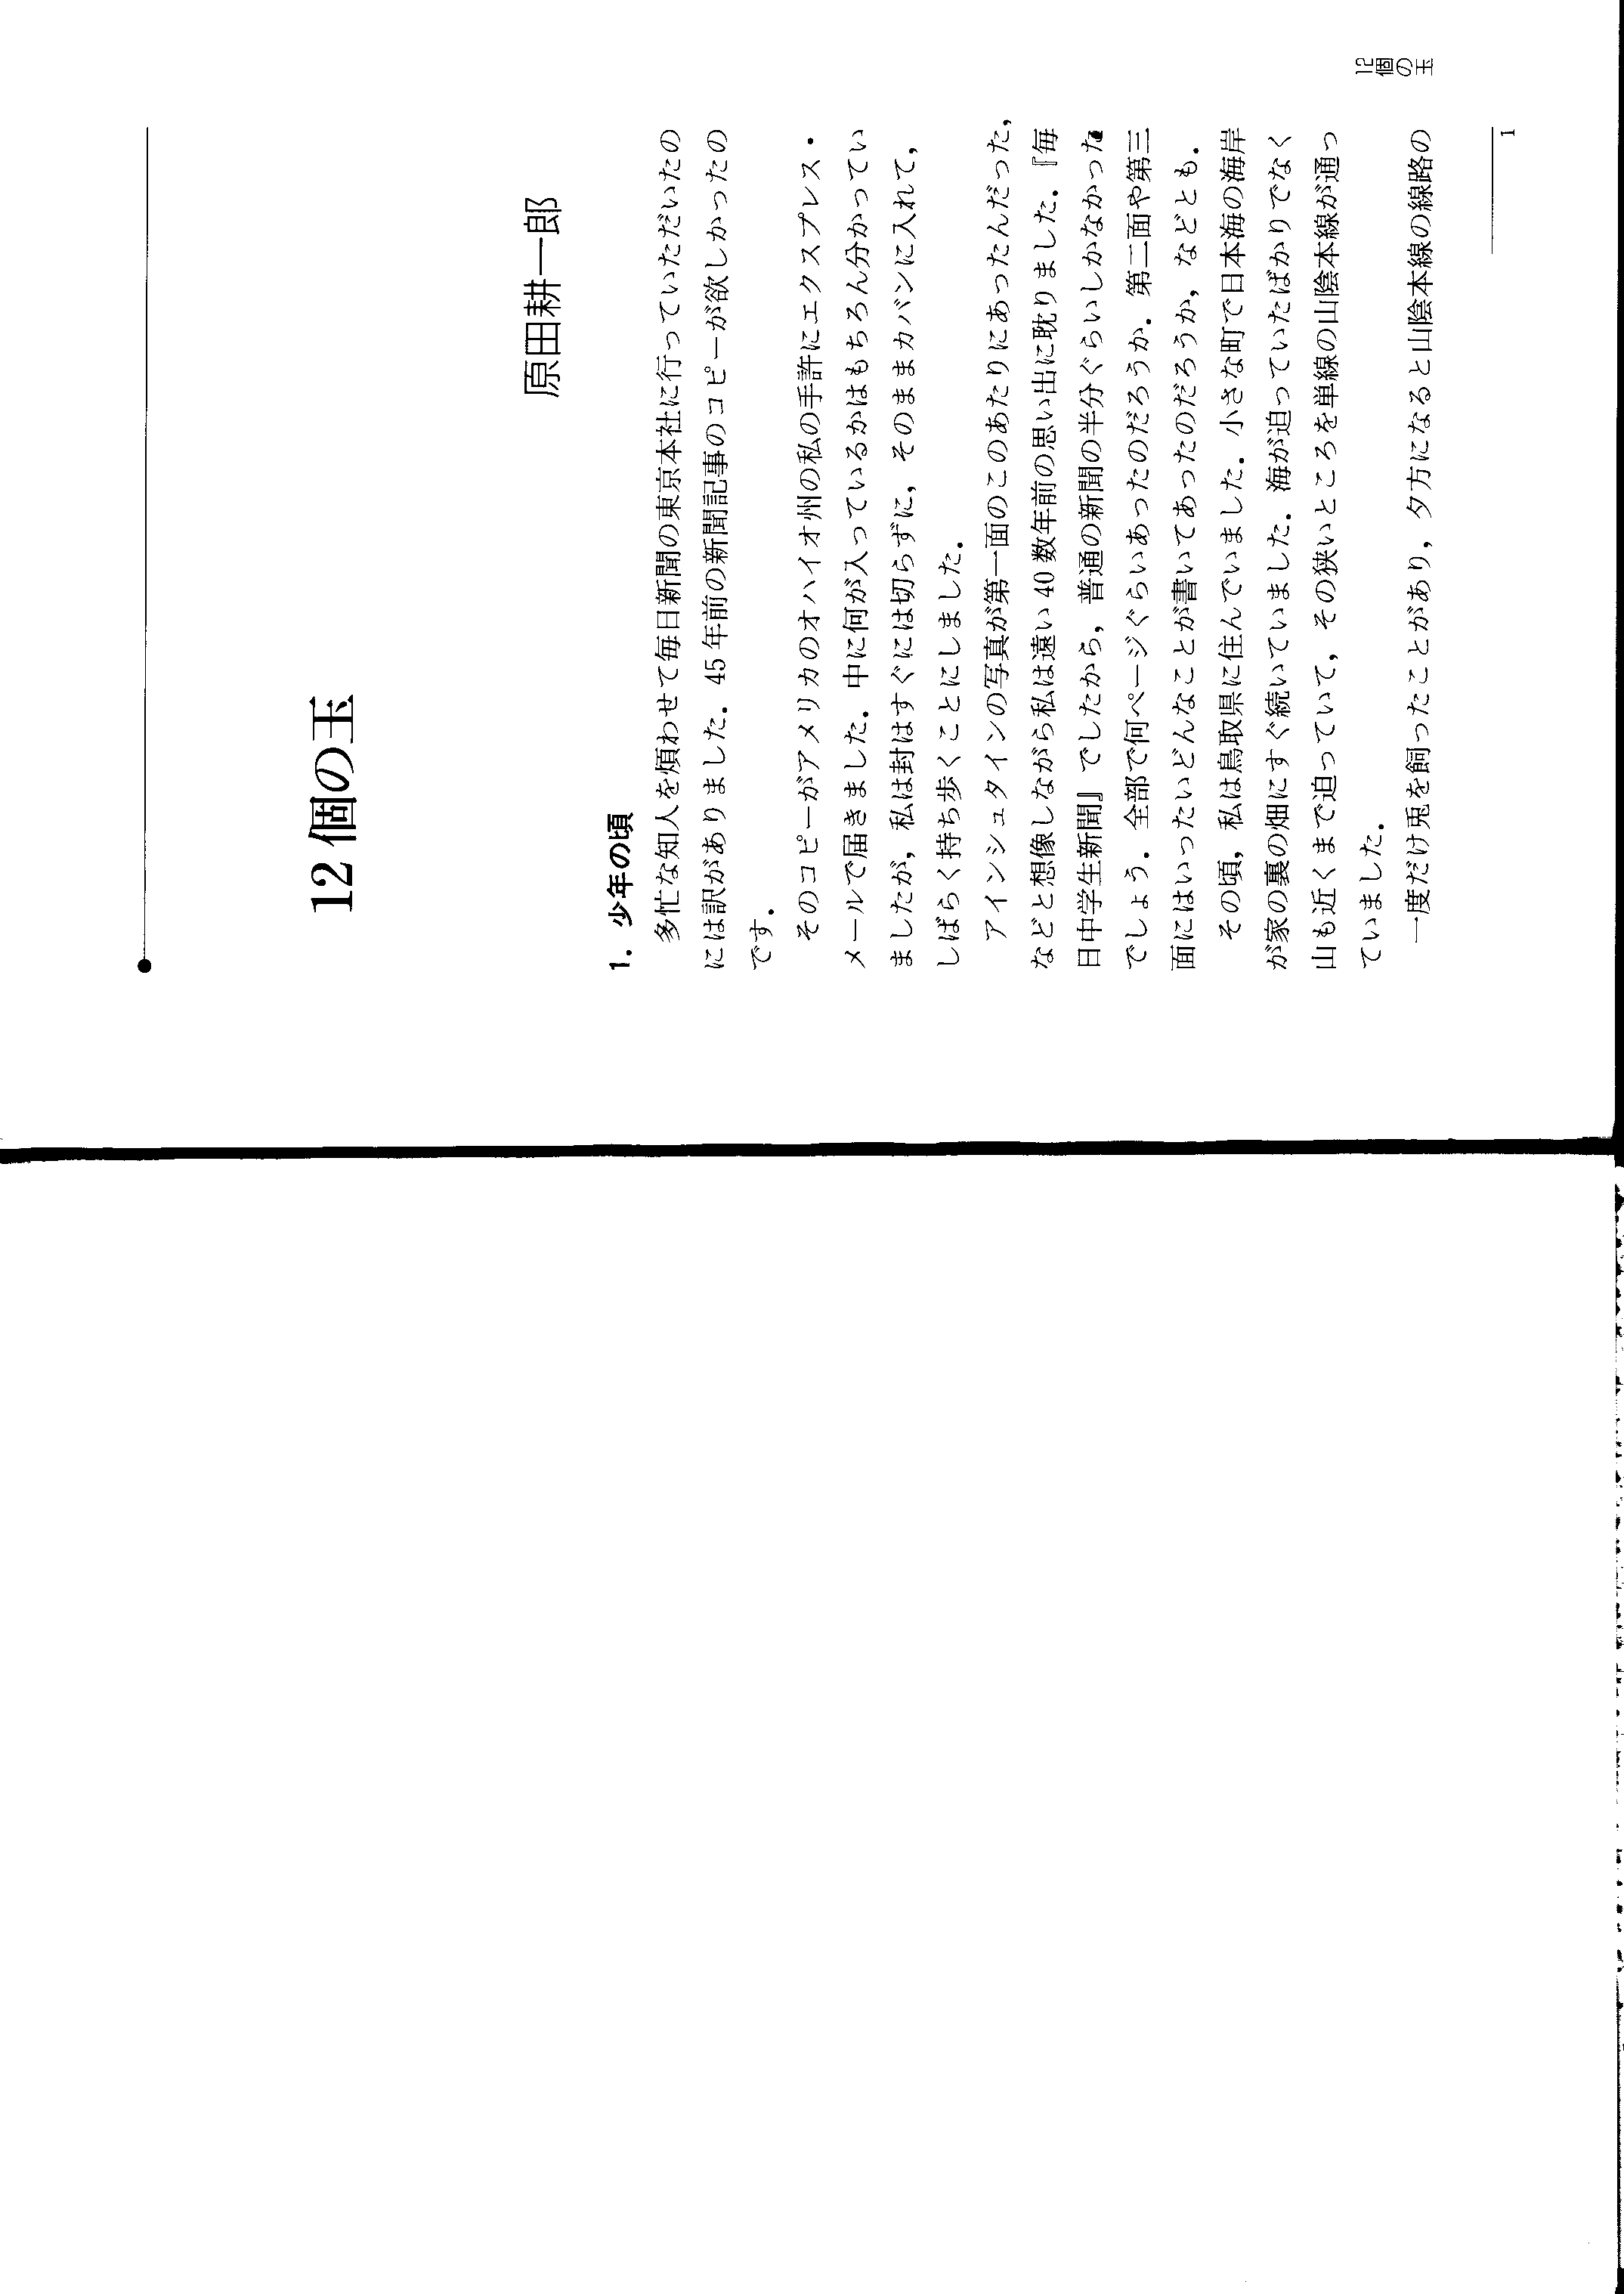 12個の玉
原田耕一郎
1. 少年の頃
多忙な知人を煩わせて毎日新聞の東京本社に行っていただいたの
には訳がありました．45年前の新聞記事のコピーが欲しかったの
です．
そのコピーがアメリカのオハイオ州の私の手許にエクスプレス・
メールで届きました．中に何が入っているかはもちろん分かってい
ましたが，私は封はすぐには切らずに，そのままカバンに入れて，
しばらく持ち歩くことにしました．
アインシュタインの写真が第一面のこのあたりにあったんだった，
などと想像しながら私は遠い40数年前の思い出に耽りました．『毎
日中学生新聞』でしたから，普通の新聞の半分ぐらいしかなかった
でしょう．全部で何ページぐらいあったのだろうか．第二面や第三
面にはいったいどんなことが書いてあったのだろうか，などとも．
その頃，私は鳥取県に住んでいました．小さな町で日本海の海岸
が家の裏の畑にすぐ続いていました．海が迫っていたばかりでなく
山も近くまで迫っていて，その狭いところを単線の山陰本線が通っ
ていました．
一度だけ兎を飼ったことがあり，夕方になると山陰本線の線路の
12個の玉
1